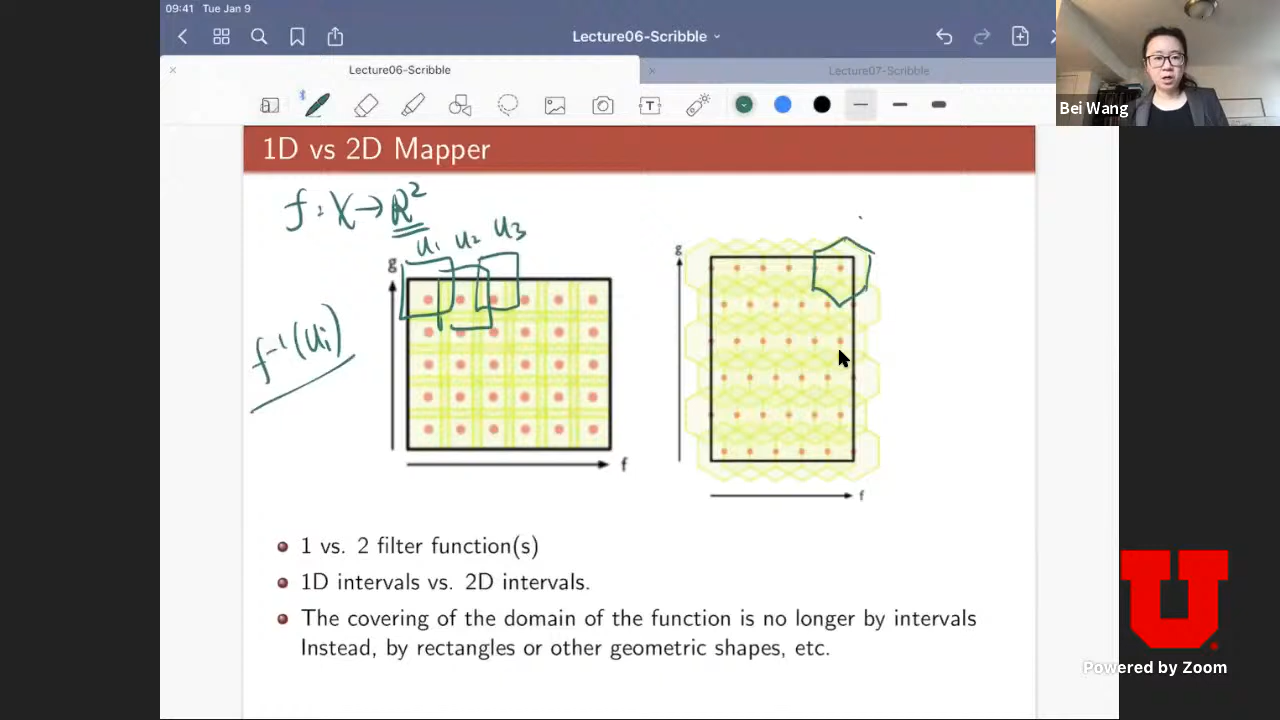 09:41 Tue Jan 9
Lecture06-Scribble
Lecture06-Scribble
Lecture07-Scribble
Bei Wang
1D vs 2D Mapper
f: X → R²
u₁ u₂ u₃
g
f⁻¹(uᵢ)
f
g
f
1 vs. 2 filter function(s)
1D intervals vs. 2D intervals.
The covering of the domain of the function is no longer by intervals
Instead, by rectangles or other geometric shapes, etc.
U
Powered by Zoom